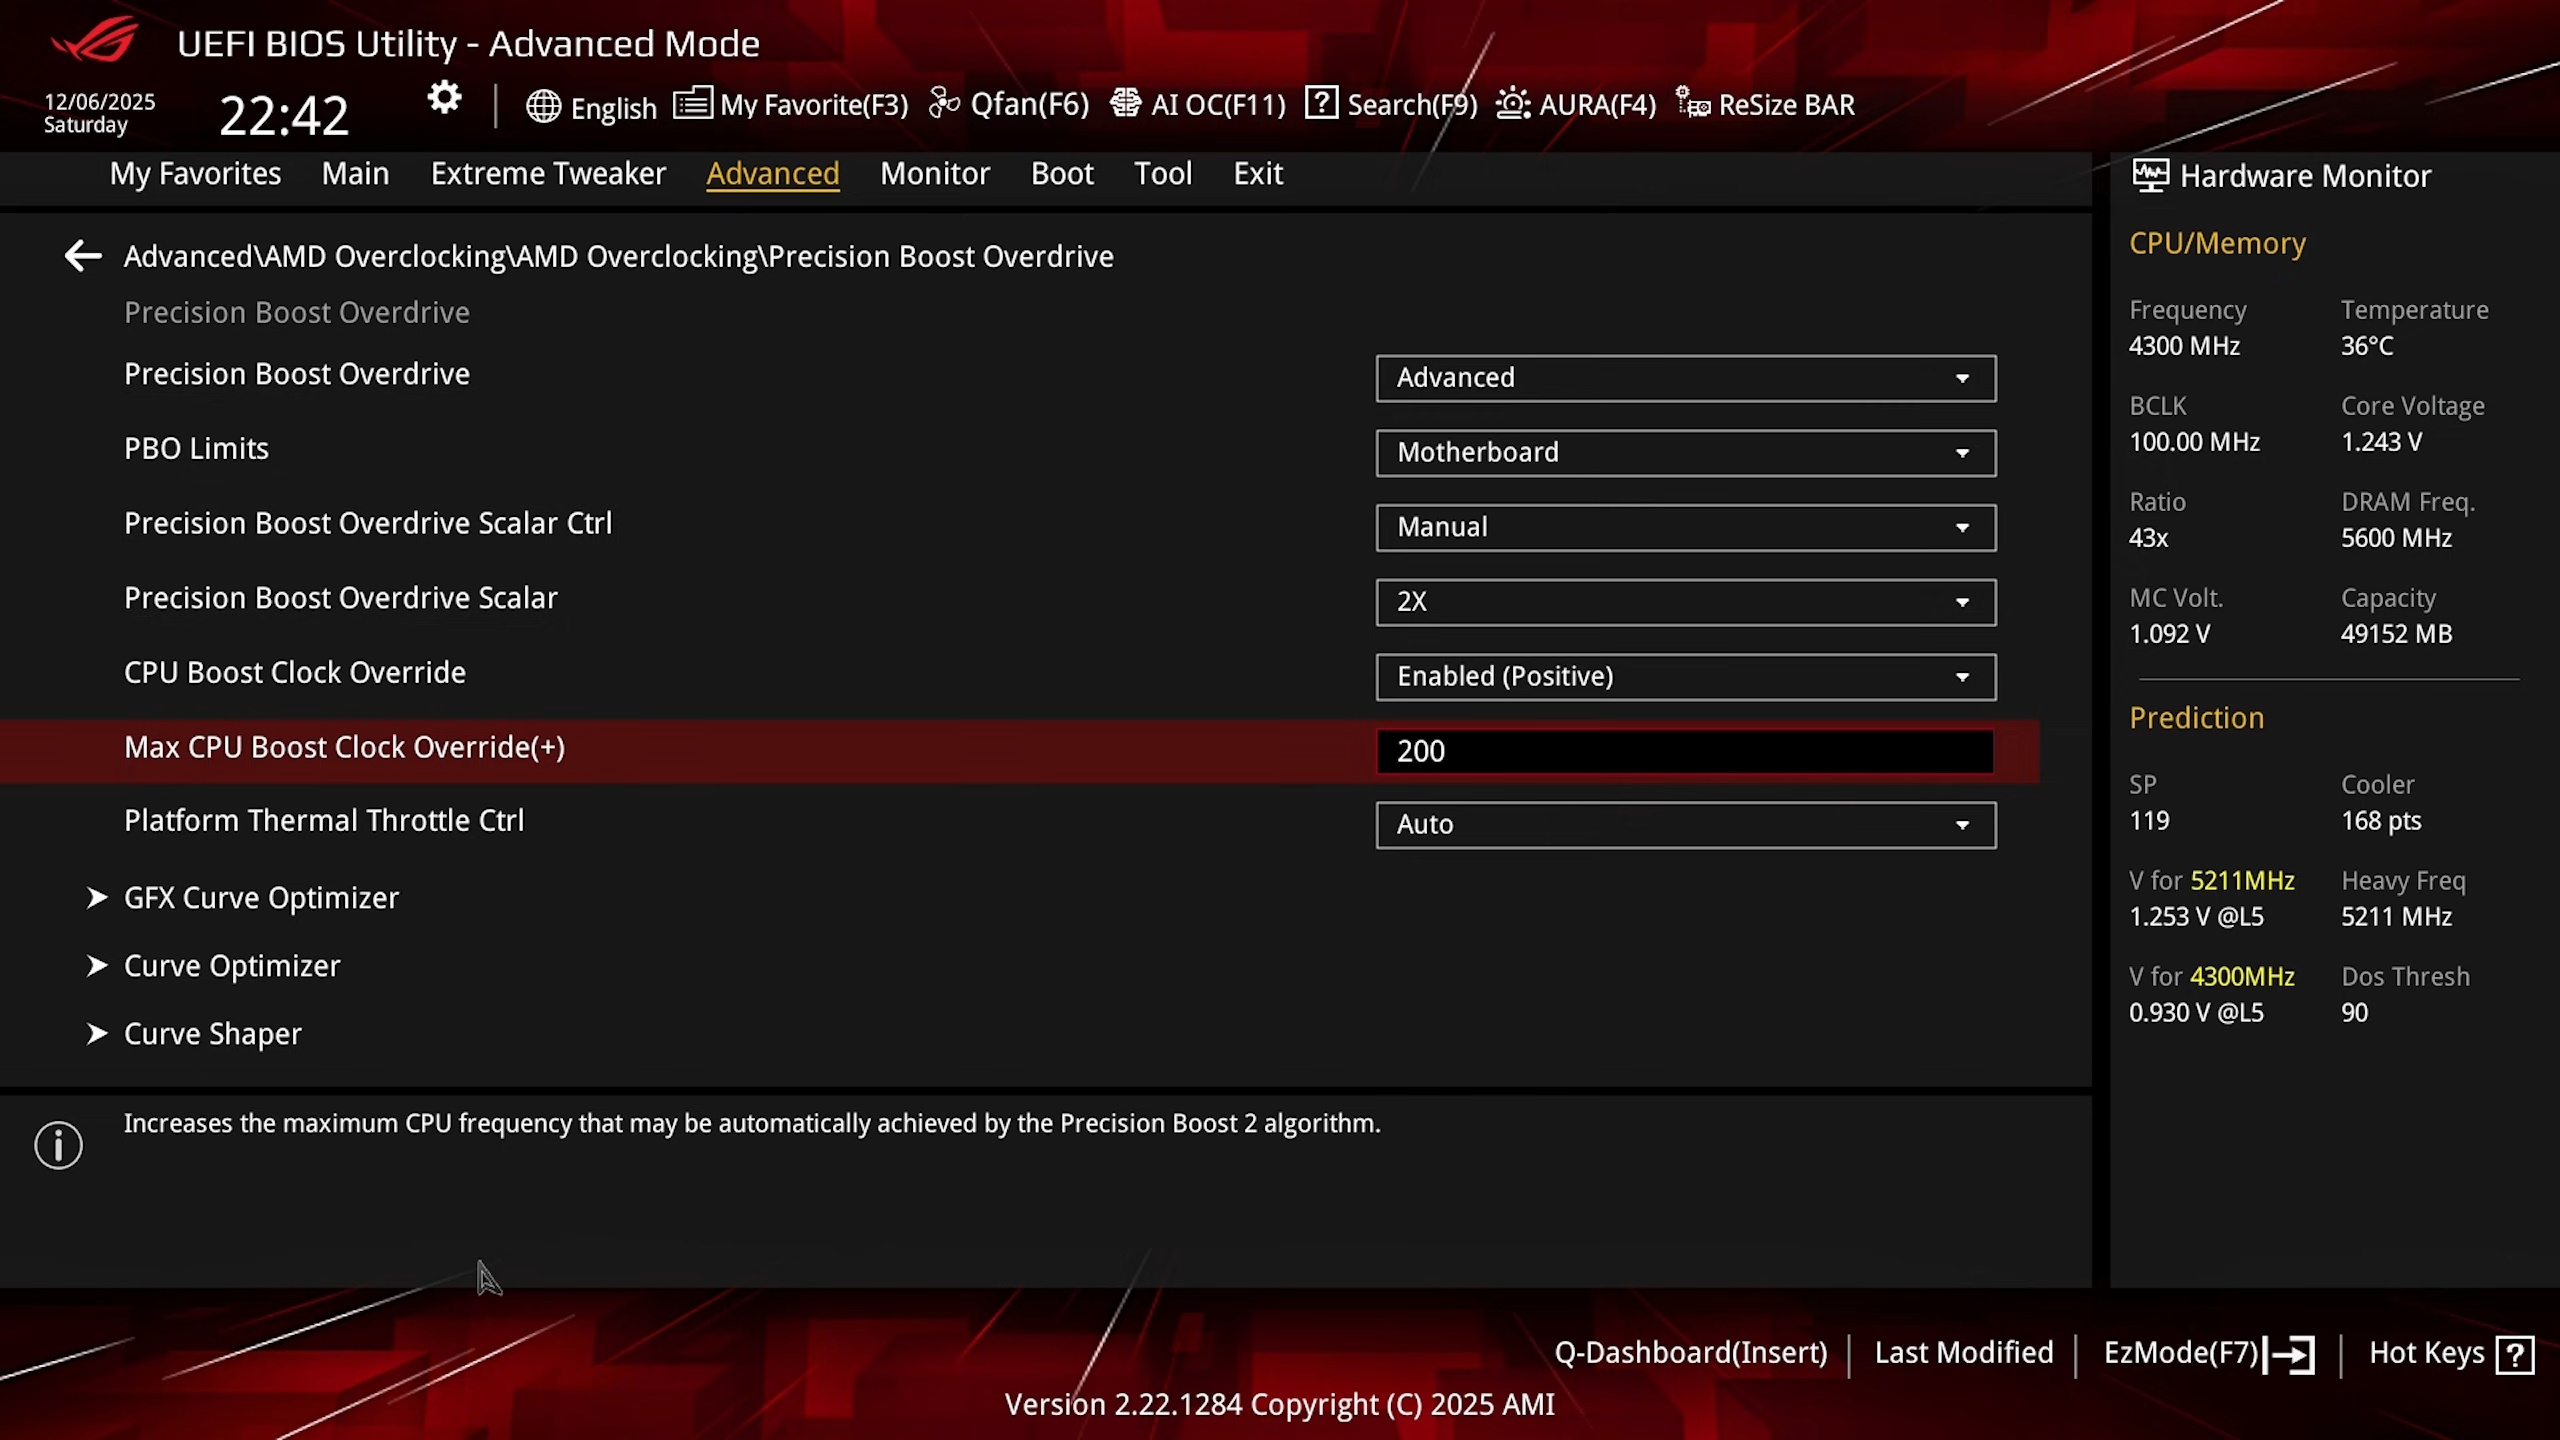 UEFI BIOS Utility - Advanced Mode
12/06/2025
Saturday
22:42
English
My Favorite(F3)
Qfan(F6)
AI OC(F11)
? Search(F9)
AURA(F4)
ReSize BAR
My Favorites
Main
Extreme Tweaker
Advanced
Monitor
Boot
Tool
Exit
Advanced\AMD Overclocking\AMD Overclocking\Precision Boost Overdrive
Precision Boost Overdrive
Precision Boost Overdrive
Advanced
PBO Limits
Motherboard
Precision Boost Overdrive Scalar Ctrl
Manual
Precision Boost Overdrive Scalar
2X
CPU Boost Clock Override
Enabled (Positive)
Max CPU Boost Clock Override(+)
200
Platform Thermal Throttle Ctrl
Auto
GFX Curve Optimizer
Curve Optimizer
Curve Shaper
Increases the maximum CPU frequency that may be automatically achieved by the Precision Boost 2 algorithm.
Hardware Monitor
CPU/Memory
Frequency
4300 MHz
Temperature
36°C
BCLK
100.00 MHz
Core Voltage
1.243 V
Ratio
43x
DRAM Freq.
5600 MHz
MC Volt.
1.092 V
Capacity
49152 MB
Prediction
SP
119
Cooler
168 pts
V for 5211MHz
1.253 V @L5
Heavy Freq
5211 MHz
V for 4300MHz
0.930 V @L5
Dos Thresh
90
Q-Dashboard(Insert)
Last Modified
EzMode(F7)
Hot Keys ?
Version 2.22.1284 Copyright (C) 2025 AMI